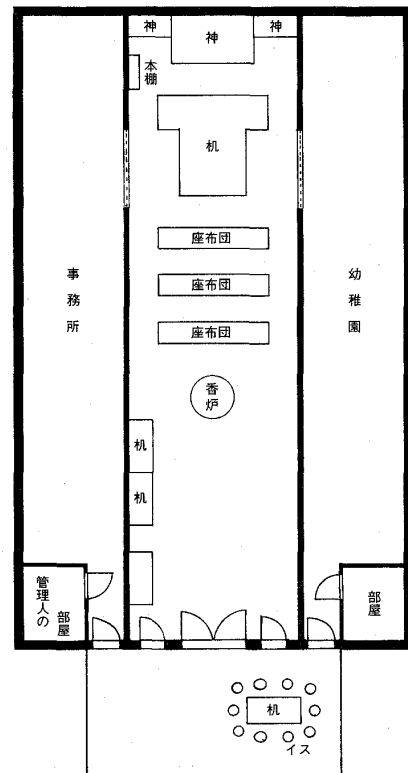 神
神
神
本棚
机
座布団
座布団
座布団
事務所
幼稚園
香炉
机
机
管理人の
部屋
部屋
机
イス